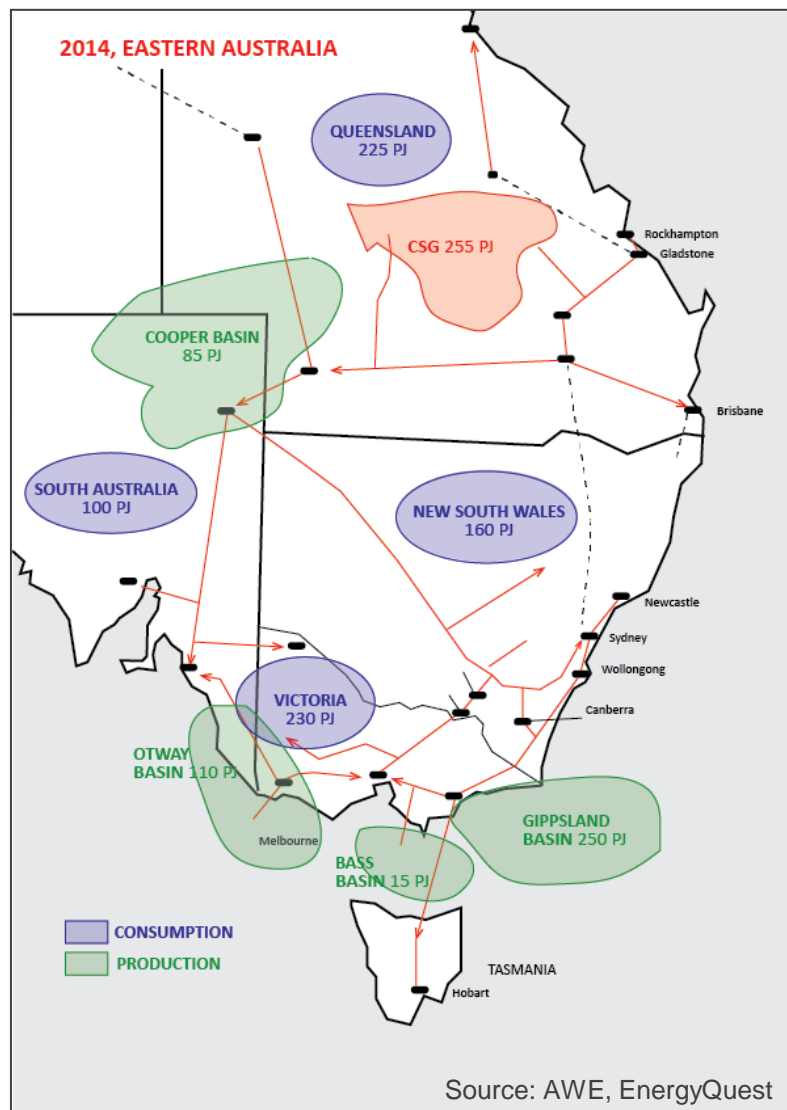 2014, EASTERN AUSTRALIA
QUEENSLAND
225 PJ
CSG 255 PJ
Rockhampton
Gladstone
COOPER BASIN
85 PJ
Brisbane
SOUTH AUSTRALIA
100 PJ
NEW SOUTH WALES
160 PJ
Newcastle
Sydney
Wollongong
Canberra
VICTORIA
230 PJ
OTWAY
BASIN 110 PJ
Melbourne
GIPPSLAND
BASIN 250 PJ
BASS
BASIN 15 PJ
CONSUMPTION
PRODUCTION
TASMANIA
Hobart
Source: AWE, EnergyQuest